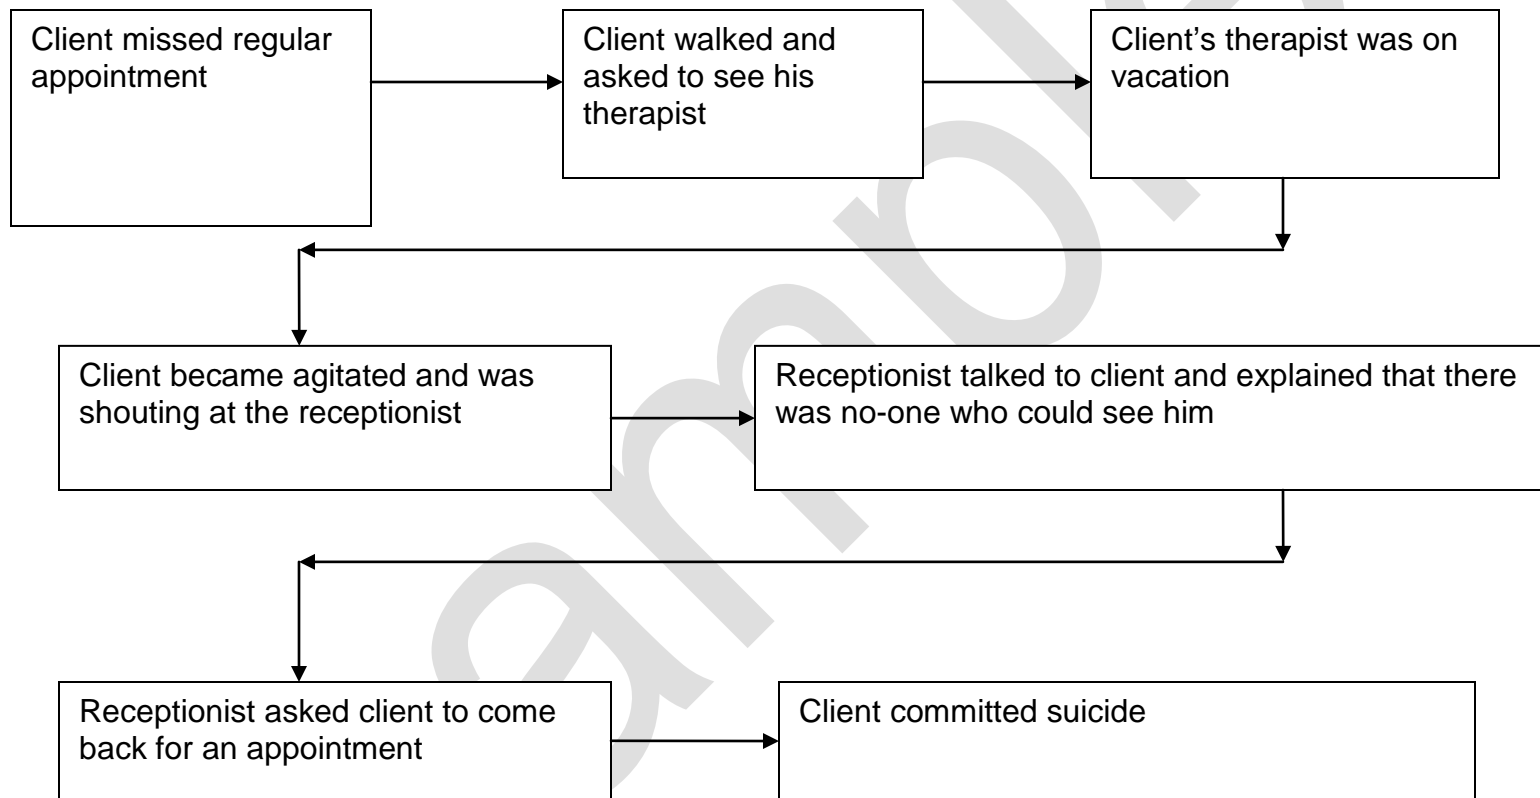 Client missed regular
appointment
Client walked and
asked to see his
therapist
Client's therapist was on
vacation
Client became agitated and was
shouting at the receptionist
Receptionist talked to client and explained that there
was no-one who could see him
Receptionist asked client to come
back for an appointment
Client committed suicide